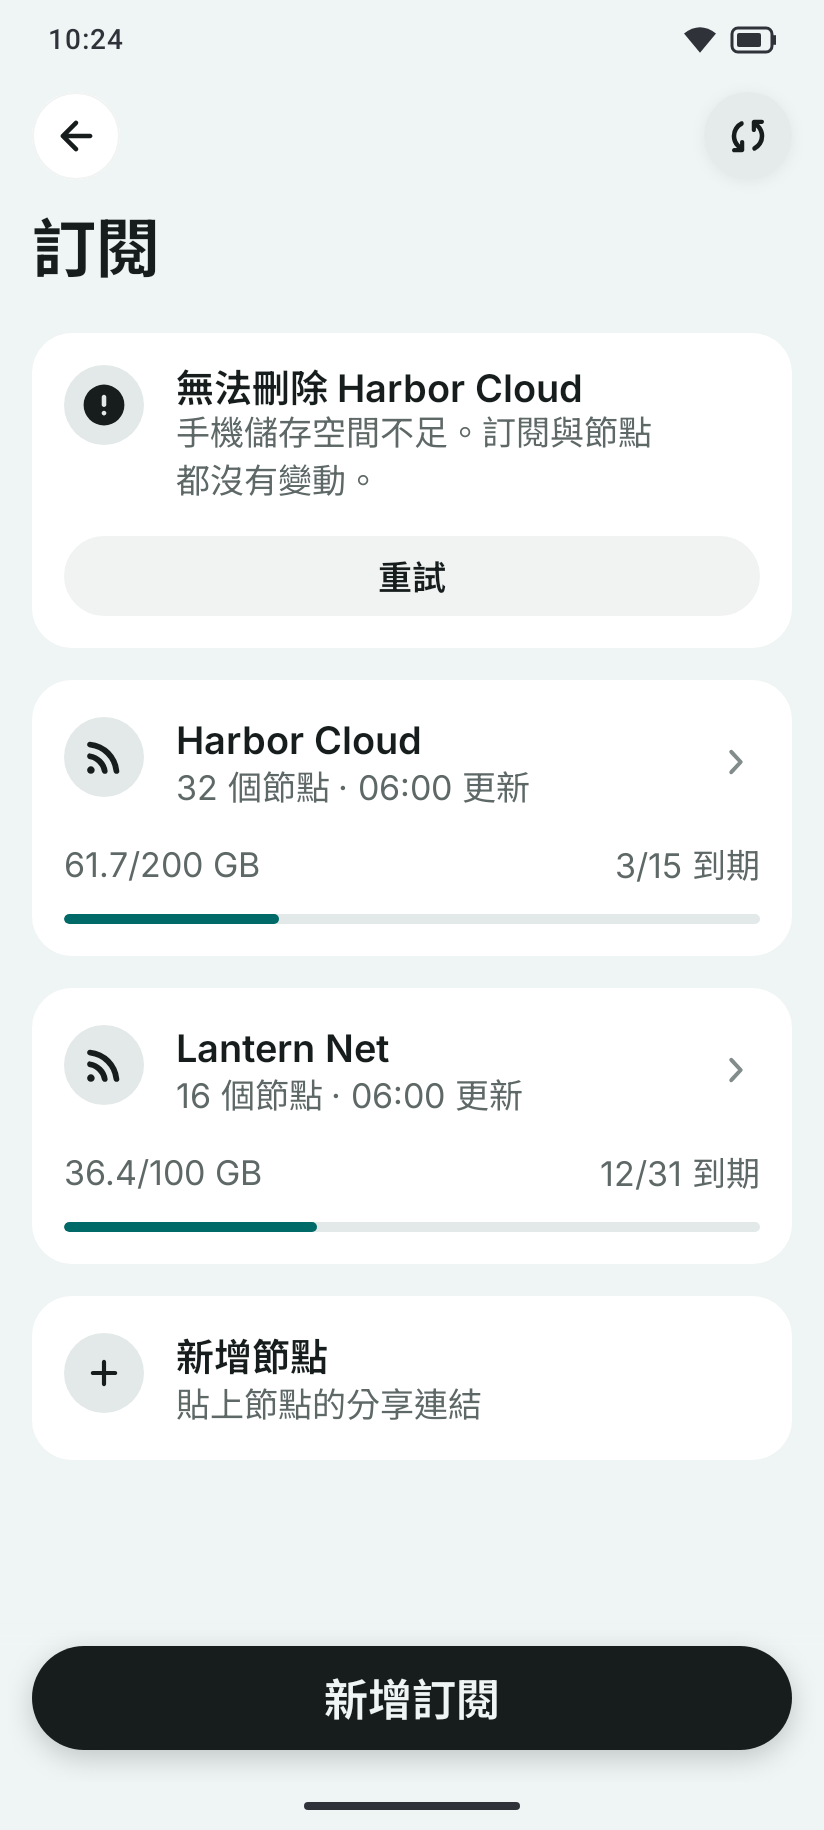 10:24
訂閱
無法刪除 Harbor Cloud
手機儲存空間不足。訂閱與節點
都沒有變動。
重試
Harbor Cloud
32 個節點 · 06:00 更新
61.7/200 GB
3/15 到期
Lantern Net
16 個節點 · 06:00 更新
36.4/100 GB
12/31 到期
新增節點
貼上節點的分享連結
新增訂閱